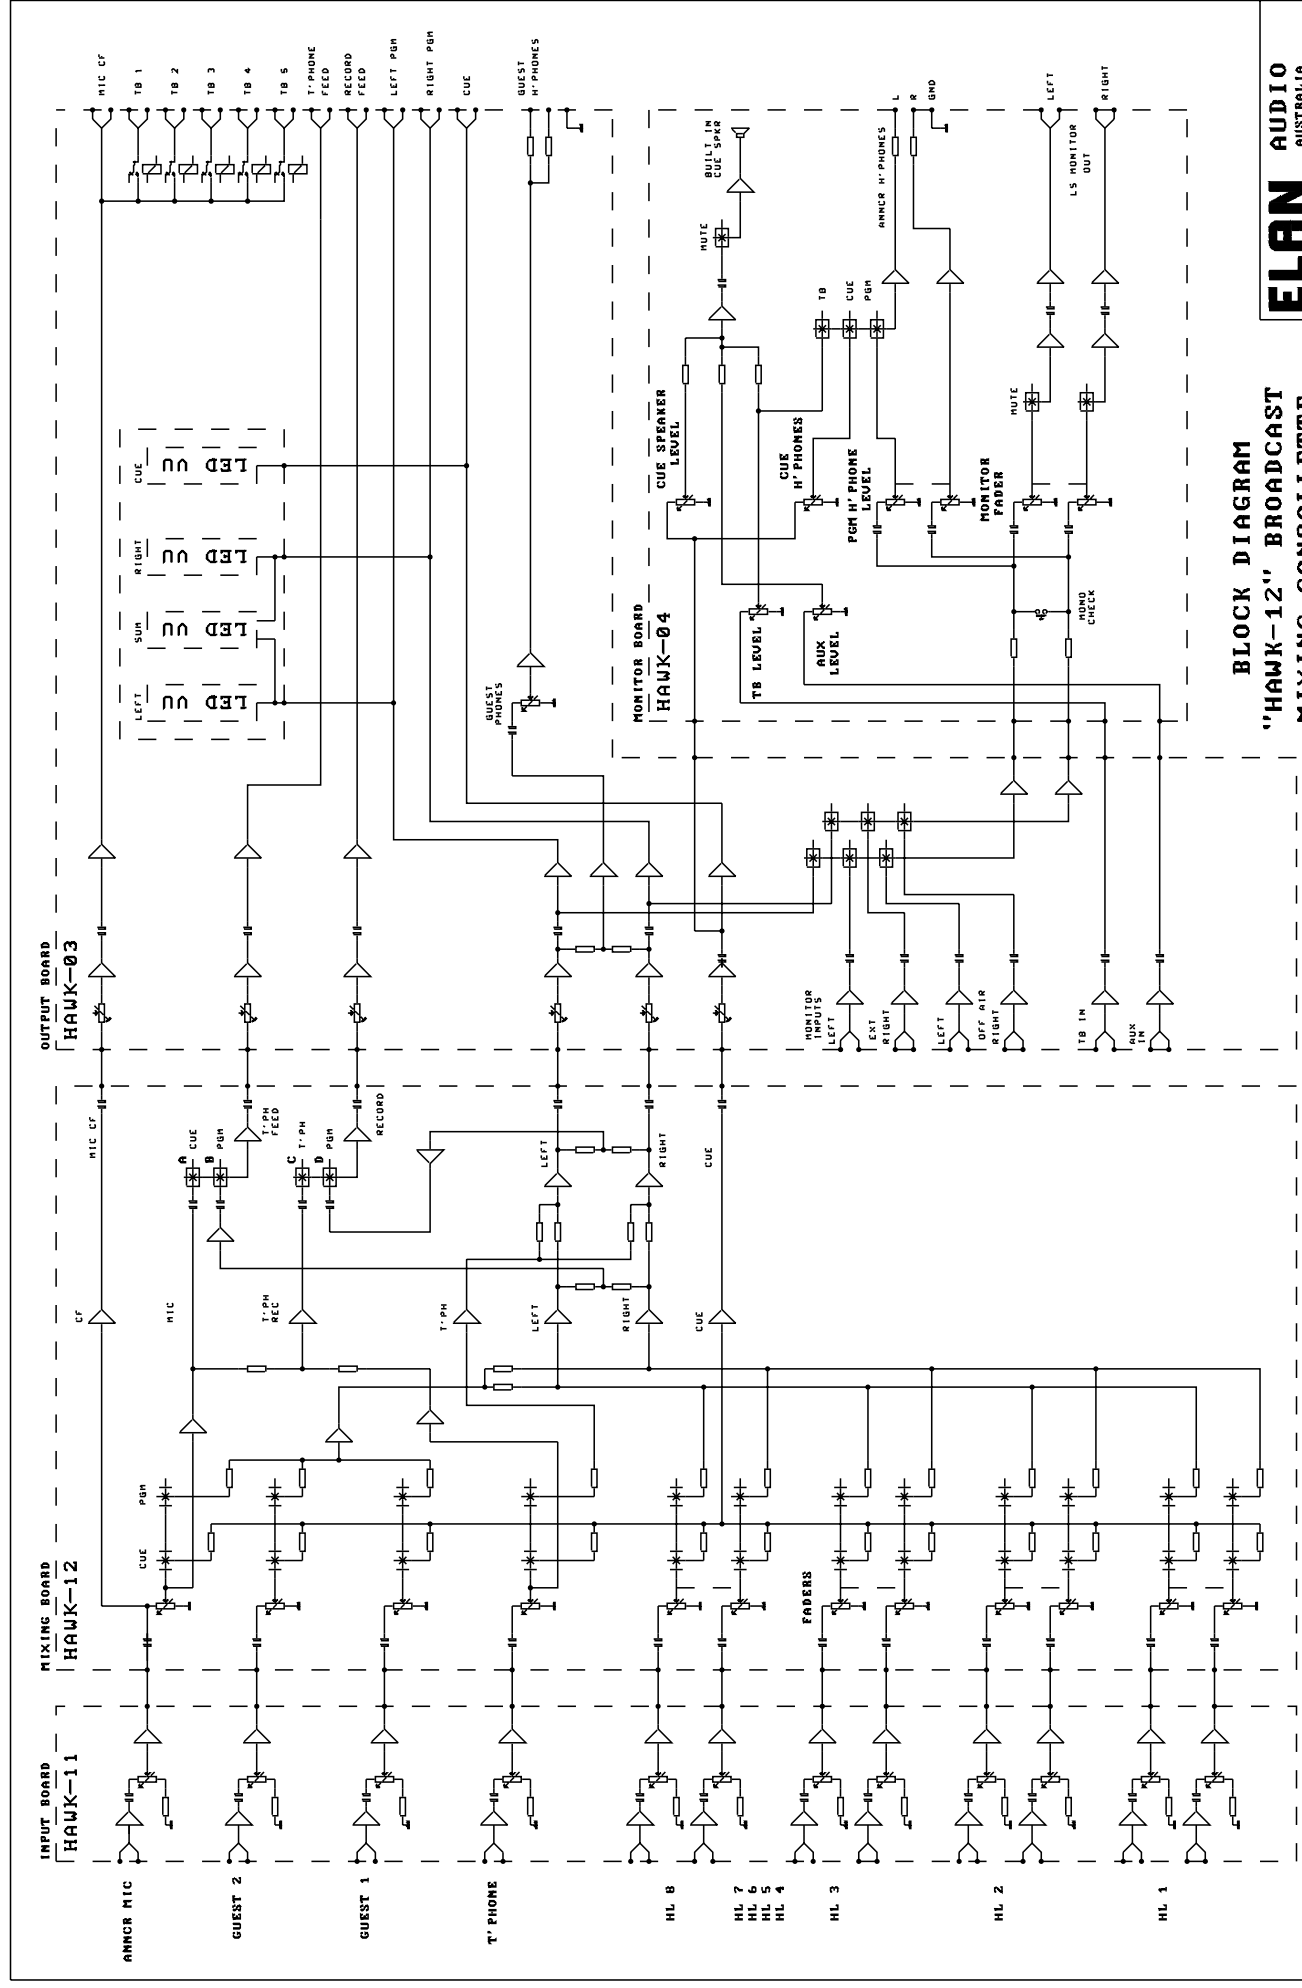 OUTPUT BOARD
HAWK-03
MIC CF
TB 1
TB 2
TB 3
TB 4
TB 5
T'PHONE
FEED
RECORD
FEED
LEFT PGM
RIGHT PGM
CUE
GUEST
H'PHONES
LEFT
LED VU
SUM
LED VU
RIGHT
LED VU
CUE
LED VU
GUEST
PHONES
MONITOR BOARD
HAWK-04
BUILT IN
CUE SPKR
MUTE
ANNCR H'PHONES
L
R
GND
LEFT
RIGHT
LS MONITOR
OUT
TB
CUE
PGM
CUE SPEAKER
LEVEL
CUE
H'PHONES
PGM H'PHONE
LEVEL
MONITOR
FADER
MUTE
TB LEVEL
AUX
LEVEL
MONO
CHECK
MONITOR
INPUTS
LEFT
EXT
RIGHT
LEFT
OFF AIR
RIGHT
TB IN
AUX
IN
MIXING BOARD
HAWK-12
MIC CF
A
CUE
B
PGM
T'PH
FEED
C
T'PH
D
PGM
RECORD
LEFT
RIGHT
CUE
CF
MIC
T'PH
REC
T'PH
LEFT
RIGHT
CUE
PGM
CUE
FADERS
INPUT BOARD
HAWK-11
ANNCR MIC
GUEST 2
GUEST 1
T'PHONE
HL 8
HL 7
HL 6
HL 5
HL 4
HL 3
HL 2
HL 1
BLOCK DIAGRAM
"HAWK-12" BROADCAST
MIXING CONSOLETTE
ELAN AUDIO
AUSTRALIA